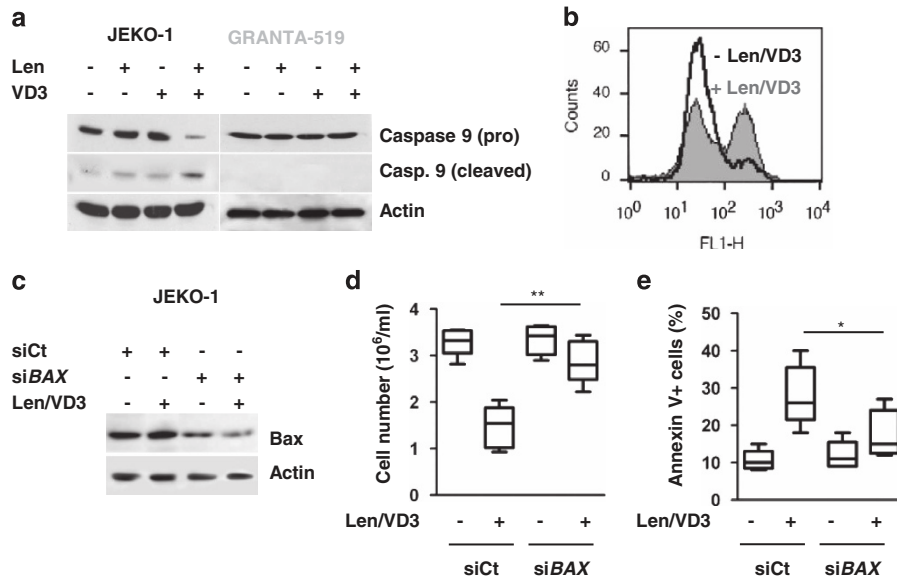 a
JEKO-1 GRANTA-519
Len - + - + - + - +
VD3 - - + + - - + +
Caspase 9 (pro)
Casp. 9 (cleaved)
Actin
b
Counts
60
40
20
0
- Len/VD3
+ Len/VD3
10⁰ 10¹ 10² 10³ 10⁴
FL1-H
c
JEKO-1
siCt + + - -
siBAX - - + +
Len/VD3 - + - +
Bax
Actin
d
Cell number (10⁶/ml)
4
3
2
1
0
**
Len/VD3 - + - +
siCt siBAX
e
Annexin V+ cells (%)
50
40
30
20
10
0
*
Len/VD3 - + - +
siCt siBAX